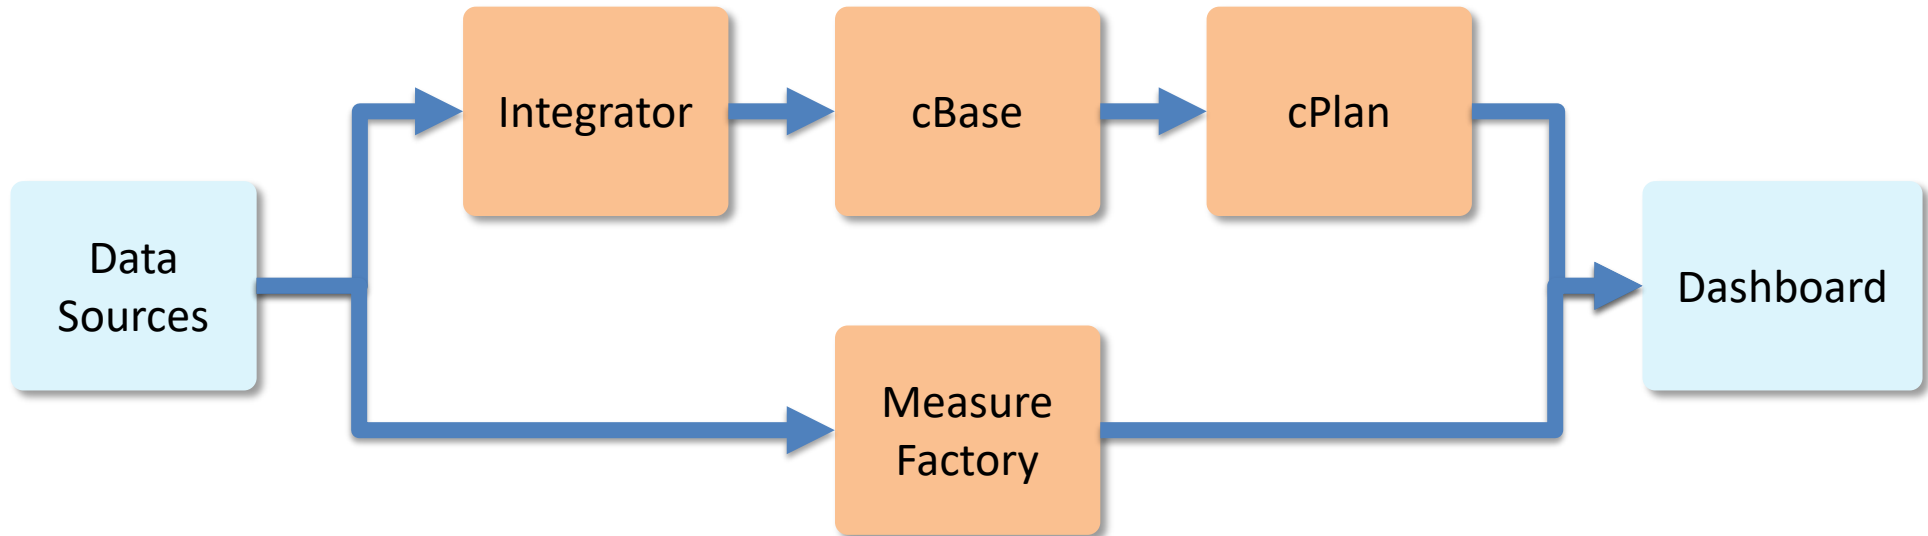 Integrator
cBase
cPlan
Data
Sources
Dashboard
Measure
Factory